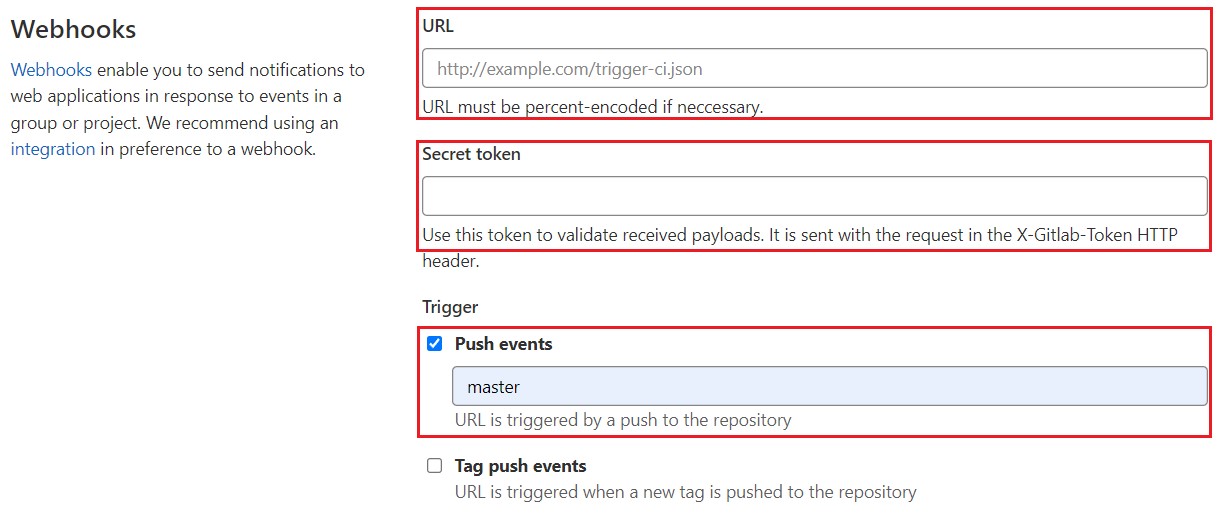 Webhooks
Webhooks enable you to send notifications to
web applications in response to events in a
group or project. We recommend using an
integration in preference to a webhook.
URL
http://example.com/trigger-ci.json
URL must be percent-encoded if neccessary.
Secret token
Use this token to validate received payloads. It is sent with the request in the X-Gitlab-Token HTTP
header.
Trigger
Push events
master
URL is triggered by a push to the repository
Tag push events
URL is triggered when a new tag is pushed to the repository